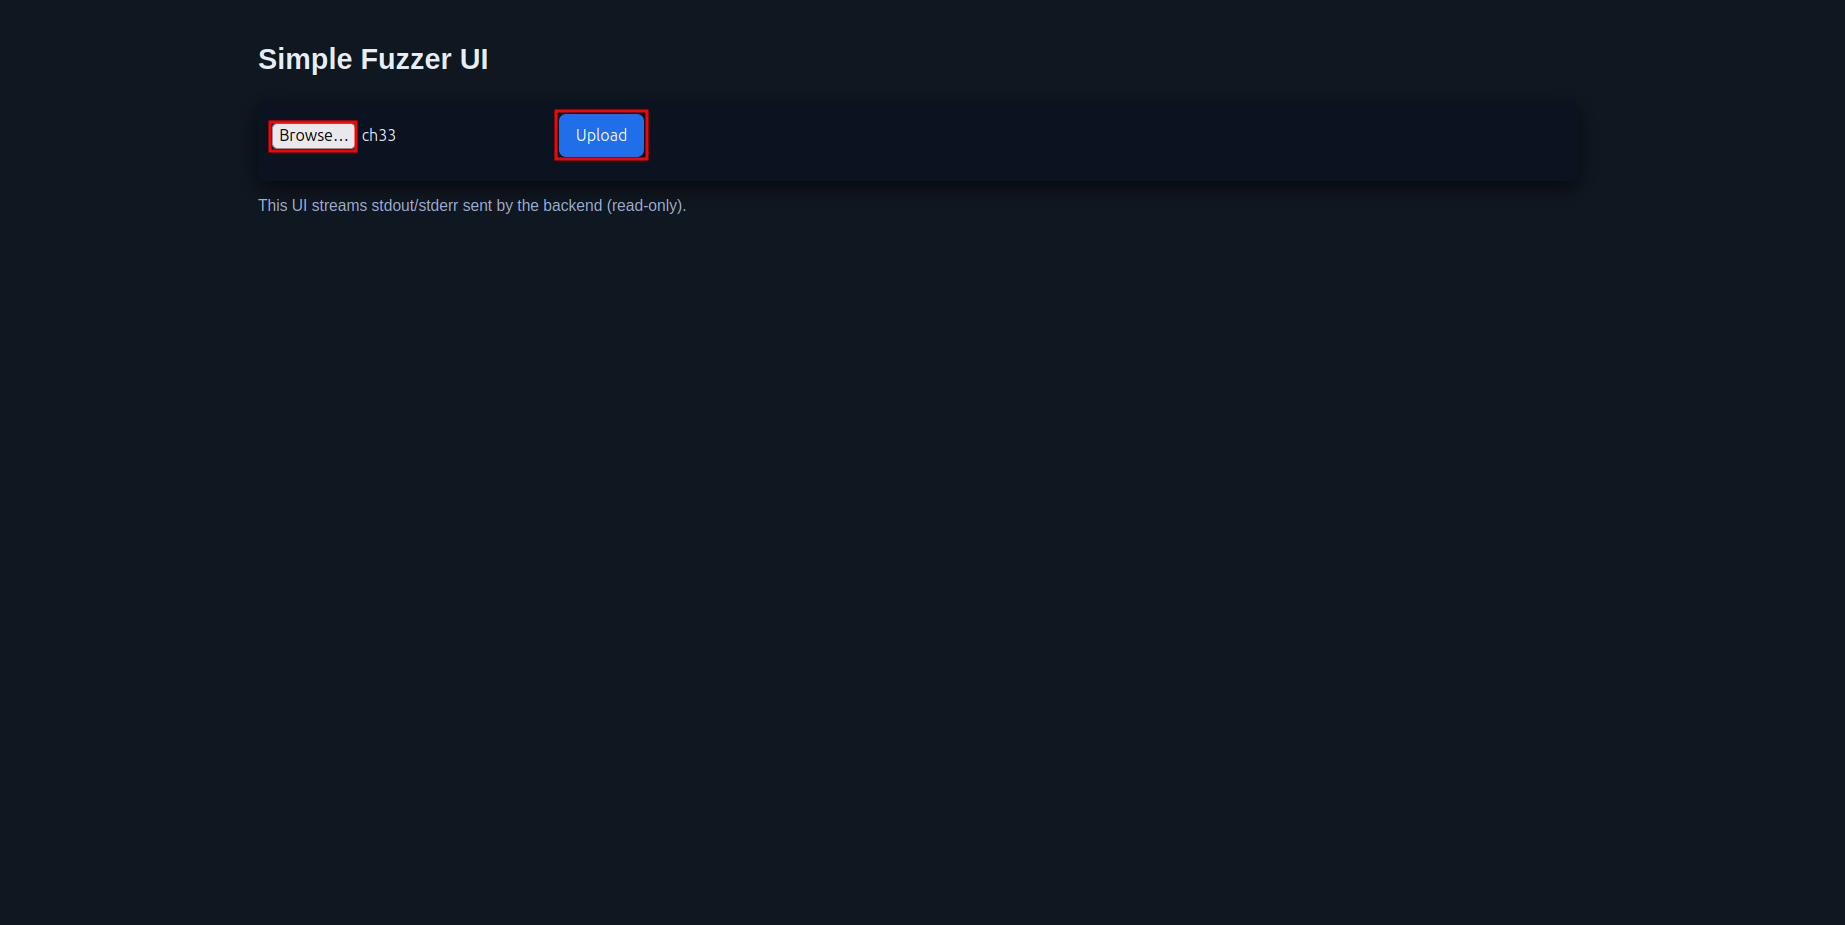 Simple Fuzzer UI
Browse... ch33 Upload
This UI streams stdout/stderr sent by the backend (read-only).